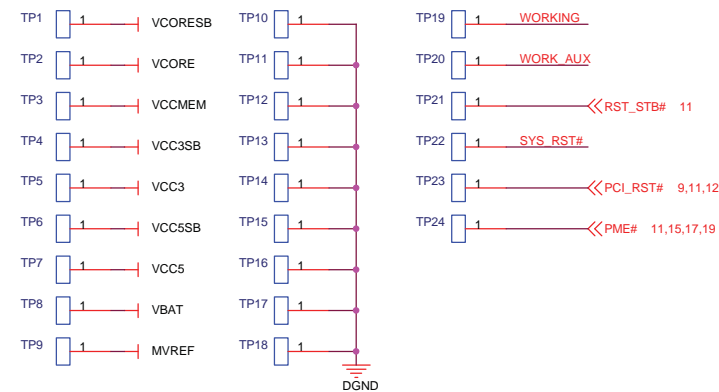 TP1 1 VCORESB TP10 1 TP19 1 WORKING
TP2 1 VCORE TP11 1 TP20 1 WORK_AUX
TP3 1 VCCMEM TP12 1 TP21 1 RST_STB# 11
TP4 1 VCC3SB TP13 1 TP22 1 SYS_RST#
TP5 1 VCC3 TP14 1 TP23 1 PCI_RST# 9,11,12
TP6 1 VCC5SB TP15 1 TP24 1 PME# 11,15,17,19
TP7 1 VCC5 TP16 1
TP8 1 VBAT TP17 1
TP9 1 MVREF TP18 1
DGND